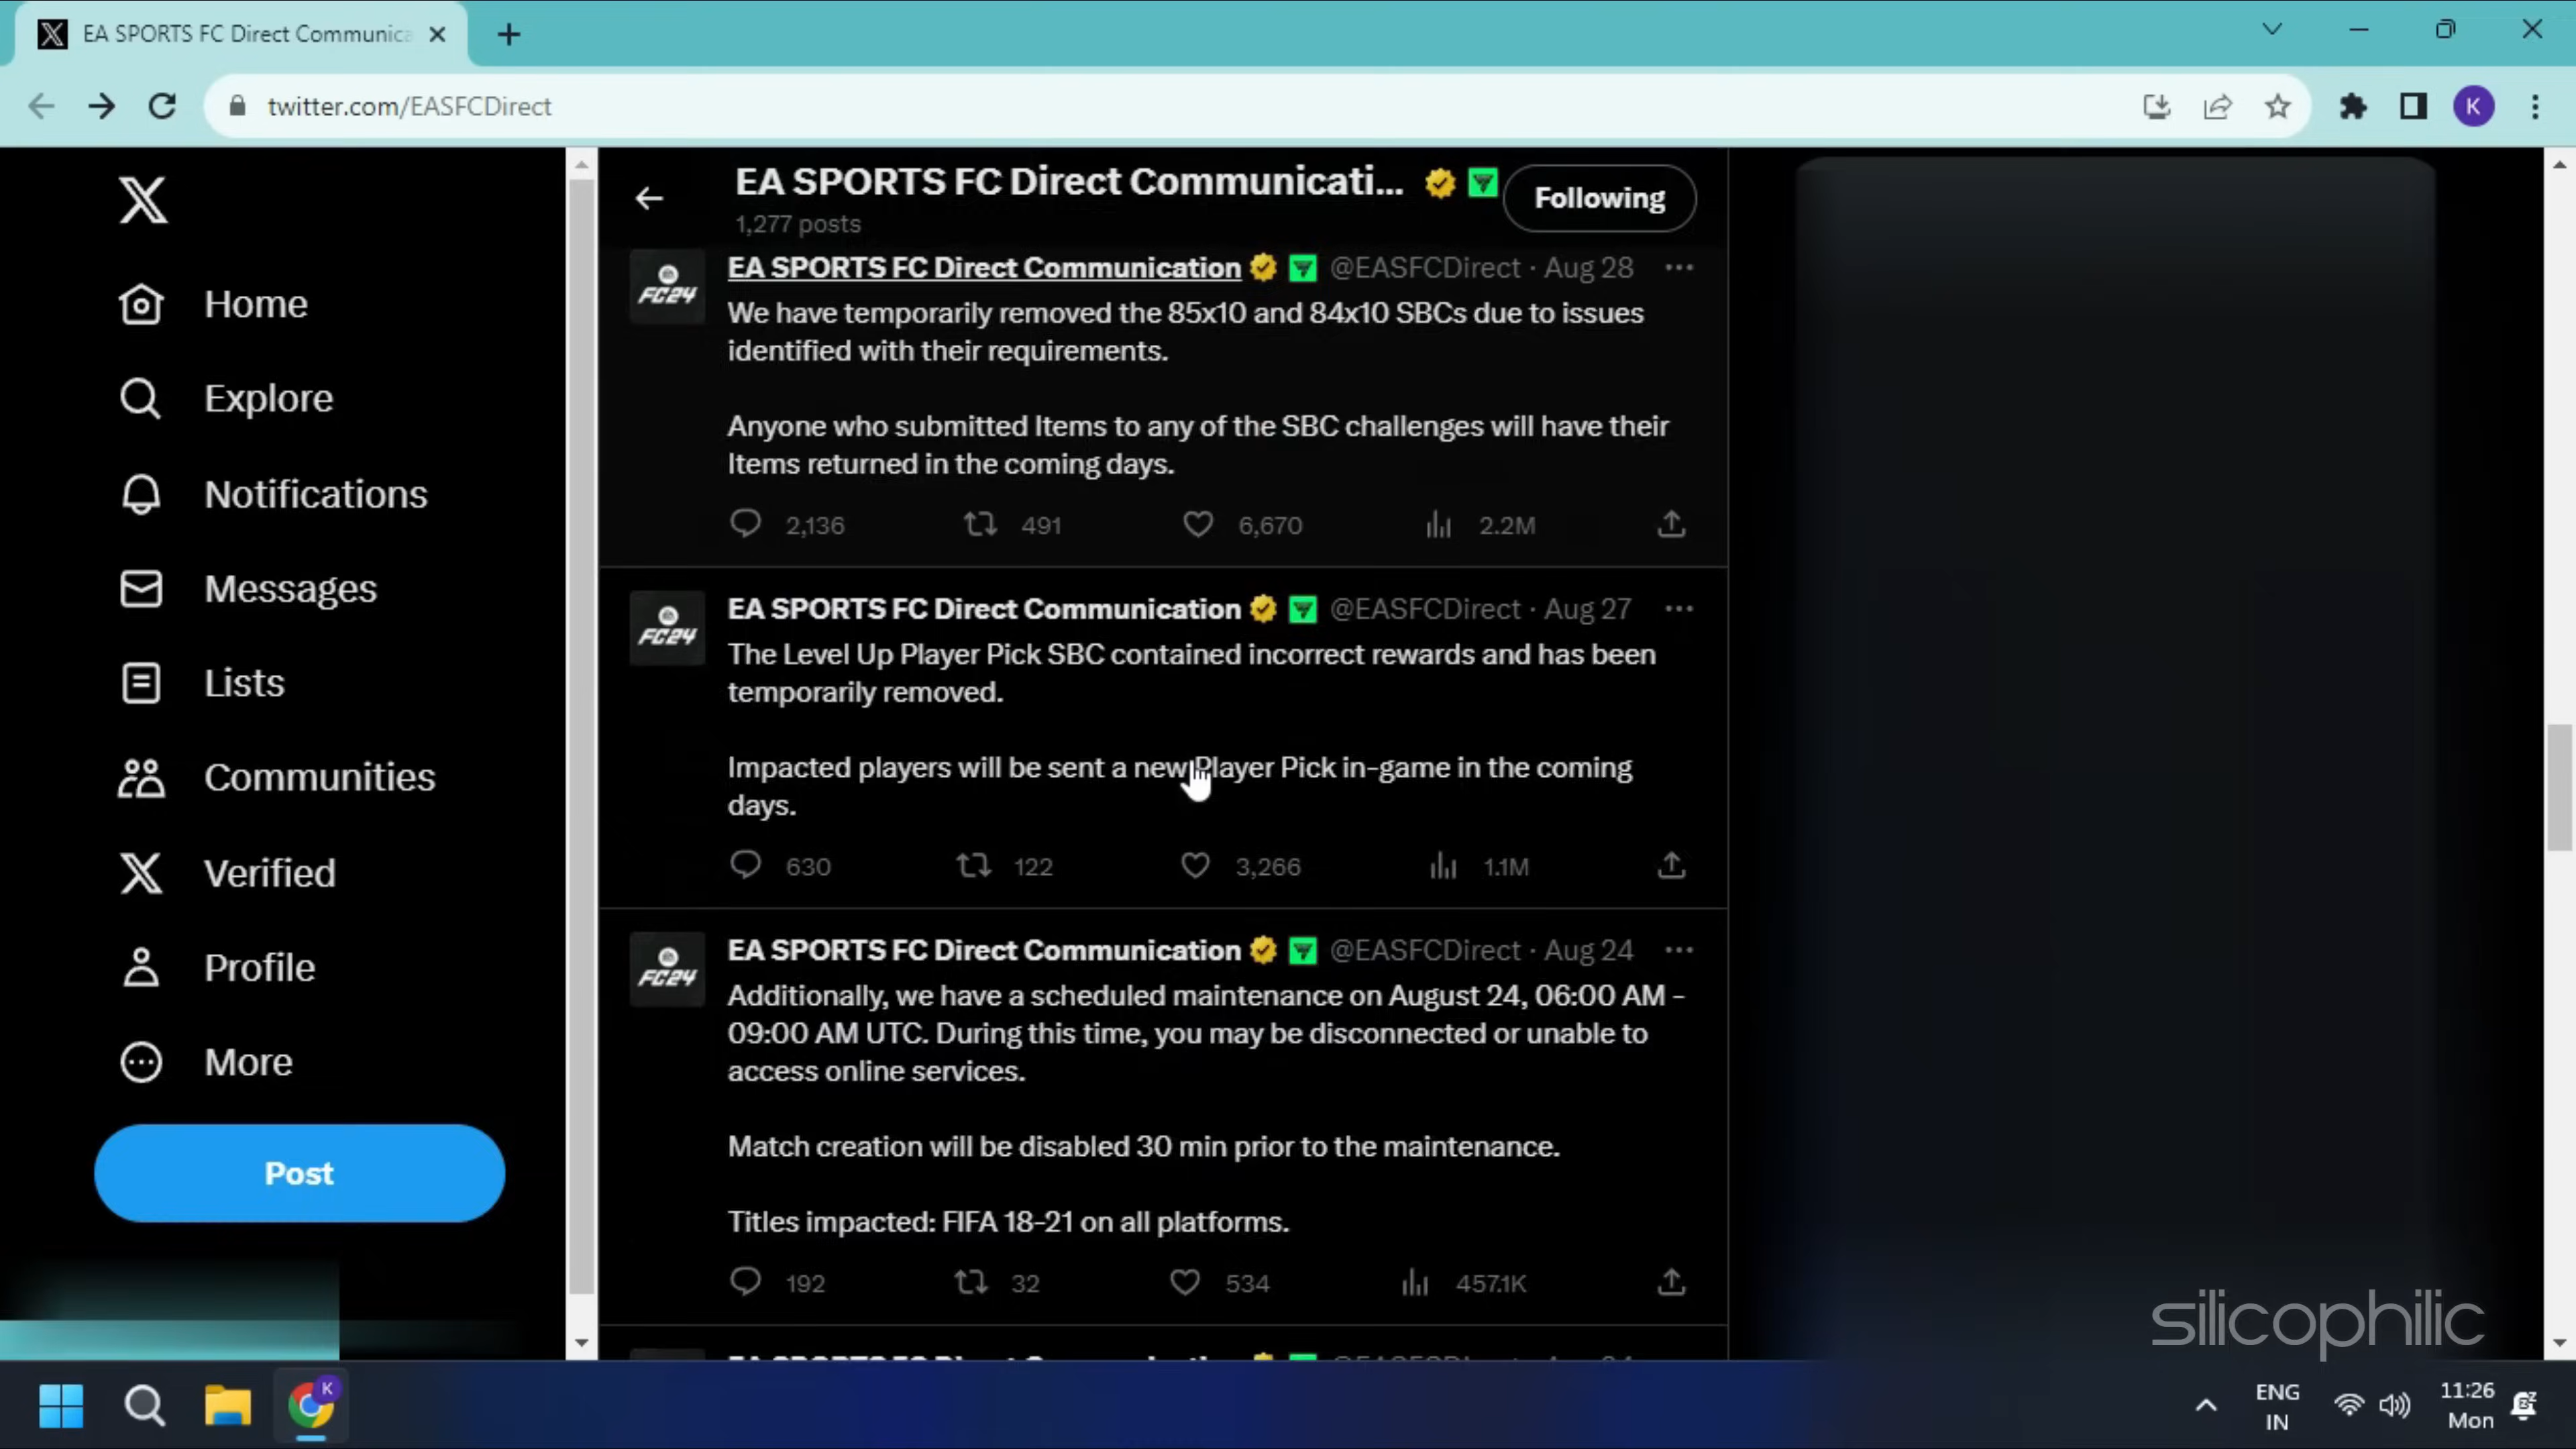 EA SPORTS FC Direct Communica
twitter.com/EASFCDirect
K
Home
Explore
Notifications
Messages
Lists
Communities
Verified
Profile
More
Post
EA SPORTS FC Direct Communicati...
1,277 posts
Following
EA SPORTS FC Direct Communication @EASFCDirect · Aug 28
FC24
We have temporarily removed the 85x10 and 84x10 SBCs due to issues
identified with their requirements.
Anyone who submitted Items to any of the SBC challenges will have their
Items returned in the coming days.
2,136 491 6,670 2.2M
EA SPORTS FC Direct Communication @EASFCDirect · Aug 27
FC24
The Level Up Player Pick SBC contained incorrect rewards and has been
temporarily removed.
Impacted players will be sent a new Player Pick in-game in the coming
days.
630 122 3,266 1.1M
EA SPORTS FC Direct Communication @EASFCDirect · Aug 24
FC24
Additionally, we have a scheduled maintenance on August 24, 06:00 AM -
09:00 AM UTC. During this time, you may be disconnected or unable to
access online services.
Match creation will be disabled 30 min prior to the maintenance.
Titles impacted: FIFA 18-21 on all platforms.
192 32 534 457.1K
silicophilic
K
ENG
IN
11:26
Mon